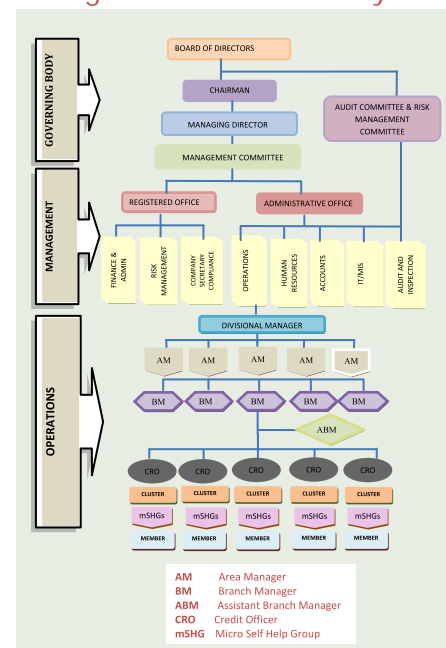 GOVERNING BODY
BOARD OF DIRECTORS
CHAIRMAN
MANAGING DIRECTOR
AUDIT COMMITTEE & RISK
MANAGEMENT
COMMITTEE
MANAGEMENT COMMITTEE
MANAGEMENT
REGISTERED OFFICE
ADMINISTRATIVE OFFICE
FINANCE &
ADMIN
RISK
MANAGEMENT
COMPANY
SECRETARY
COMPLIANCE
OPERATIONS
HUMAN
RESOURCES
ACCOUNTS
IT/MIS
AUDIT AND
INSPECTION
OPERATIONS
DIVISIONAL MANAGER
AM AM AM AM AM
BM BM BM BM BM
ABM
CRO CRO CRO CRO CRO
CLUSTER CLUSTER CLUSTER CLUSTER CLUSTER
mSHGs mSHGs mSHGs mSHGs mSHGs
MEMBER MEMBER MEMBER MEMBER MEMBER
AM Area Manager
BM Branch Manager
ABM Assistant Branch Manager
CRO Credit Officer
mSHG Micro Self Help Group